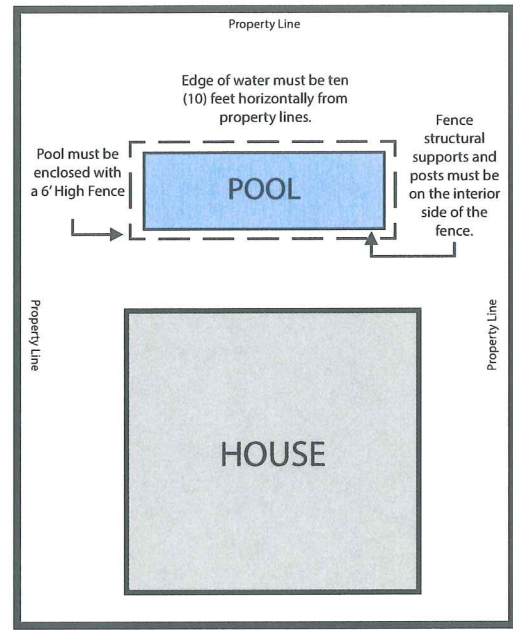 Property Line
Edge of water must be ten
(10) feet horizontally from
property lines.
Pool must be
enclosed with
a 6' High Fence
POOL
Fence
structural
supports and
posts must be
on the interior
side of the
fence.
Property Line
Property Line
HOUSE